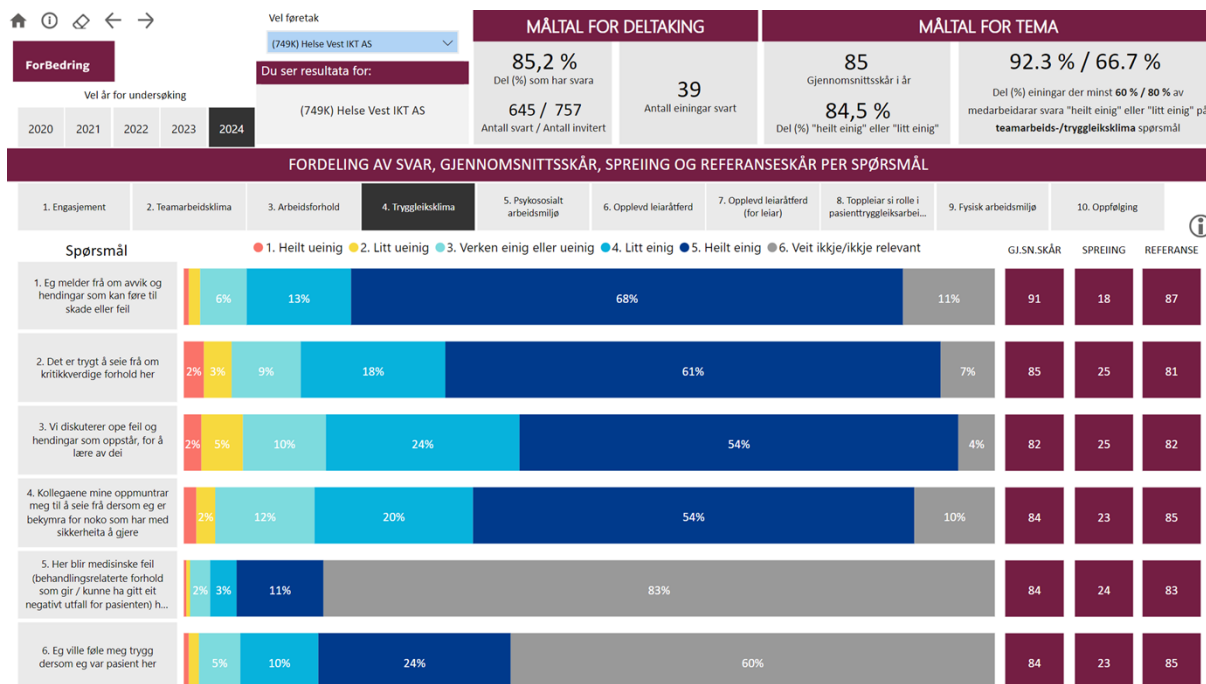 Vel føretak
(749K) Helse Vest IKT AS
ForBedring
Du ser resultata for:
(749K) Helse Vest IKT AS
Vel år for undersøking
2020 2021 2022 2023 2024
MÅLTAL FOR DELTAKING
85,2 %
Del (%) som har svara
645 / 757
Antall svart / Antall invitert
39
Antall einingar svart
MÅLTAL FOR TEMA
85
Gjennomsnittsskår i år
84,5 %
Del (%) "heilt einig" eller "litt einig"
92.3 % / 66.7 %
Del (%) einingar der minst 60 % / 80 % av
medarbeidarar svara "heilt einig" eller "litt einig" på
teamarbeids-/tryggleiksklima spørsmål
FORDELING AV SVAR, GJENNOMSNITTSSKÅR, SPREIING OG REFERANSESKÅR PER SPØRSMÅL
1. Engasjement
2. Teamarbeidsklima
3. Arbeidsforhold
4. Tryggleiksklima
5. Psykososialt
arbeidsmiljø
6. Opplevd leiaråtferd
7. Opplevd leiaråtferd
(for leiar)
8. Toppleiar si rolle i
pasienttryggleiksarbei...
9. Fysisk arbeidsmiljø
10. Oppfølging
Spørsmål
1. Heilt ueinig 2. Litt ueinig 3. Verken einig eller ueinig 4. Litt einig 5. Heilt einig 6. Veit ikkje/ikkje relevant
GJ.SN.SKÅR SPREIING REFERANSE
1. Eg melder frå om avvik og
hendingar som kan føre til
skade eller feil
6% 13% 68% 11% 91 18 87
2. Det er trygt å seie frå om
kritikkverdige forhold her
2% 3% 9% 18% 61% 7% 85 25 81
3. Vi diskuterer ope feil og
hendingar som oppstår, for å
lære av dei
2% 5% 10% 24% 54% 4% 82 25 82
4. Kollegaene mine oppmuntrar
meg til å seie frå dersom eg er
bekymra for noko som har med
sikkerheita å gjere
2% 12% 20% 54% 10% 84 23 85
5. Her blir medisinske feil
(behandlingsrelaterte forhold
som gir / kunne ha gitt eit
negativt utfall for pasienten) h...
2% 3% 11% 83% 84 24 83
6. Eg ville føle meg trygg
dersom eg var pasient her
5% 10% 24% 60% 84 23 85